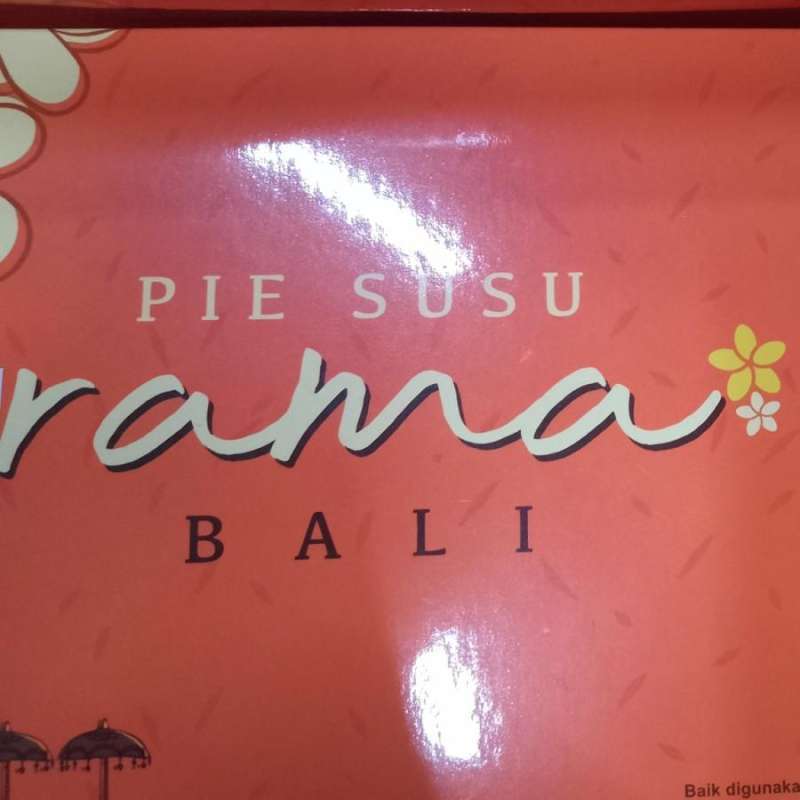 PIE SUSU
rama
BALI
Baik digunaka